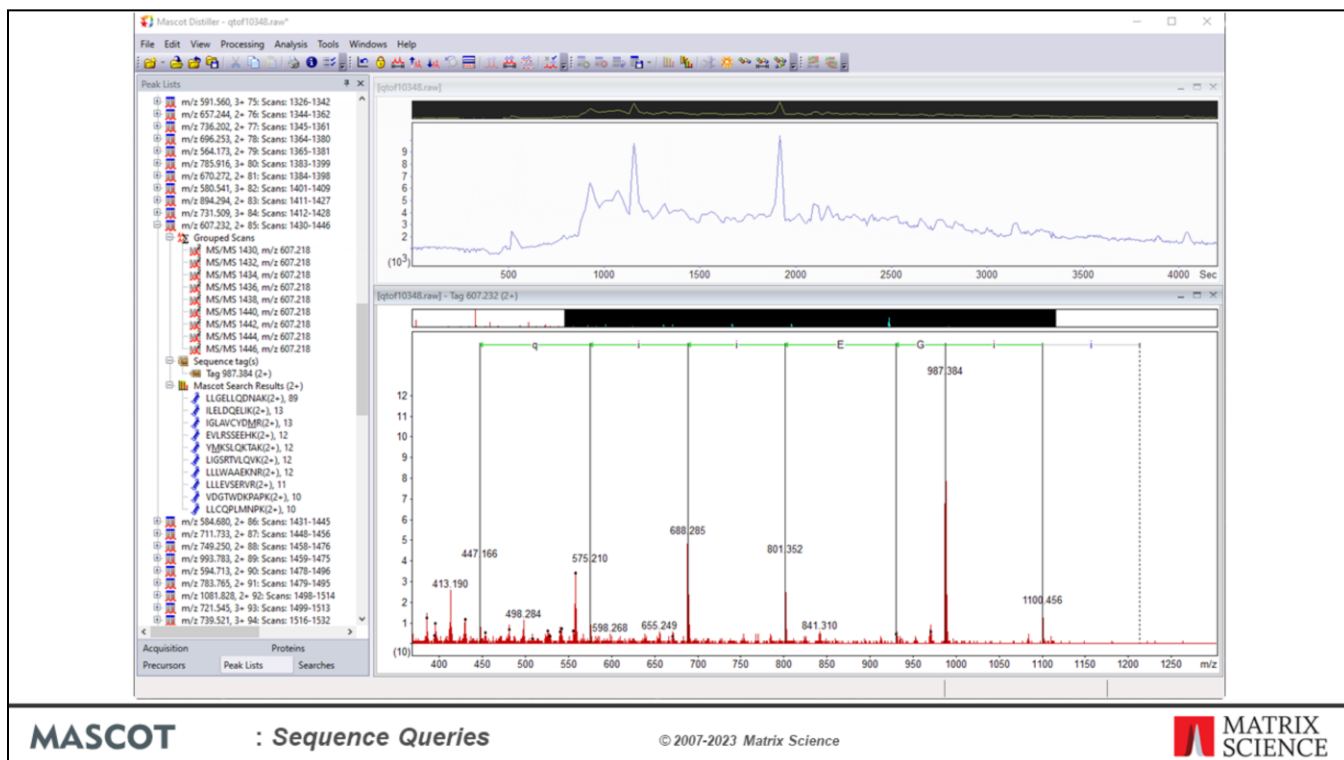 Mascot Distiller - qtof10348.raw*
File Edit View Processing Analysis Tools Windows Help
Peak Lists
m/z 591.560, 3+ 75: Scans: 1326-1342
m/z 657.244, 2+ 76: Scans: 1344-1362
m/z 736.202, 2+ 77: Scans: 1345-1361
m/z 696.253, 2+ 78: Scans: 1364-1380
m/z 564.173, 2+ 79: Scans: 1365-1381
m/z 785.916, 3+ 80: Scans: 1383-1399
m/z 670.272, 2+ 81: Scans: 1384-1398
m/z 580.541, 3+ 82: Scans: 1401-1409
m/z 894.294, 2+ 83: Scans: 1411-1427
m/z 731.509, 3+ 84: Scans: 1412-1428
m/z 607.232, 2+ 85: Scans: 1430-1446
Grouped Scans
MS/MS 1430, m/z 607.218
MS/MS 1432, m/z 607.218
MS/MS 1434, m/z 607.218
MS/MS 1436, m/z 607.218
MS/MS 1438, m/z 607.218
MS/MS 1440, m/z 607.218
MS/MS 1442, m/z 607.218
MS/MS 1444, m/z 607.218
MS/MS 1446, m/z 607.218
Sequence tag(s)
Tag 987.384 (2+)
Mascot Search Results (2+)
LLGELLQDNAK(2+), 89
ILELDQELIK(2+), 13
IGLAVCYDMR(2+), 13
EVLRSSEEHK(2+), 12
YMKSLQKTAK(2+), 12
LIGSRTVLQVK(2+), 12
LLLWAAEKNR(2+), 12
LLLEVSERVR(2+), 11
VDGTWDKPAPK(2+), 10
LLCQPLMNPK(2+), 10
m/z 584.680, 2+ 86: Scans: 1431-1445
m/z 711.733, 2+ 87: Scans: 1448-1456
m/z 749.250, 2+ 88: Scans: 1458-1476
m/z 993.783, 2+ 89: Scans: 1459-1475
m/z 594.713, 2+ 90: Scans: 1478-1496
m/z 783.765, 2+ 91: Scans: 1479-1495
m/z 1081.828, 2+ 92: Scans: 1498-1514
m/z 721.545, 3+ 93: Scans: 1499-1513
m/z 739.521, 3+ 94: Scans: 1516-1532
Acquisition Proteins
Precursors Peak Lists Searches
[qtof10348.raw]
9
8
7
6
5
4
3
2
(10³)
500 1000 1500 2000 2500 3000 3500 4000 Sec
[qtof10348.raw] - Tag 607.232 (2+)
q i i E G i i
987.384
12
11
10
9
8
7
6
5
4
3
2
1
(10)
688.285
801.352
447.166
575.210
413.190
1100.456
498.284
598.268
655.249
841.310
400 450 500 550 600 650 700 750 800 850 900 950 1000 1050 1100 1150 1200 1250 m/z
MASCOT : Sequence Queries © 2007-2023 Matrix Science
MATRIX
SCIENCE